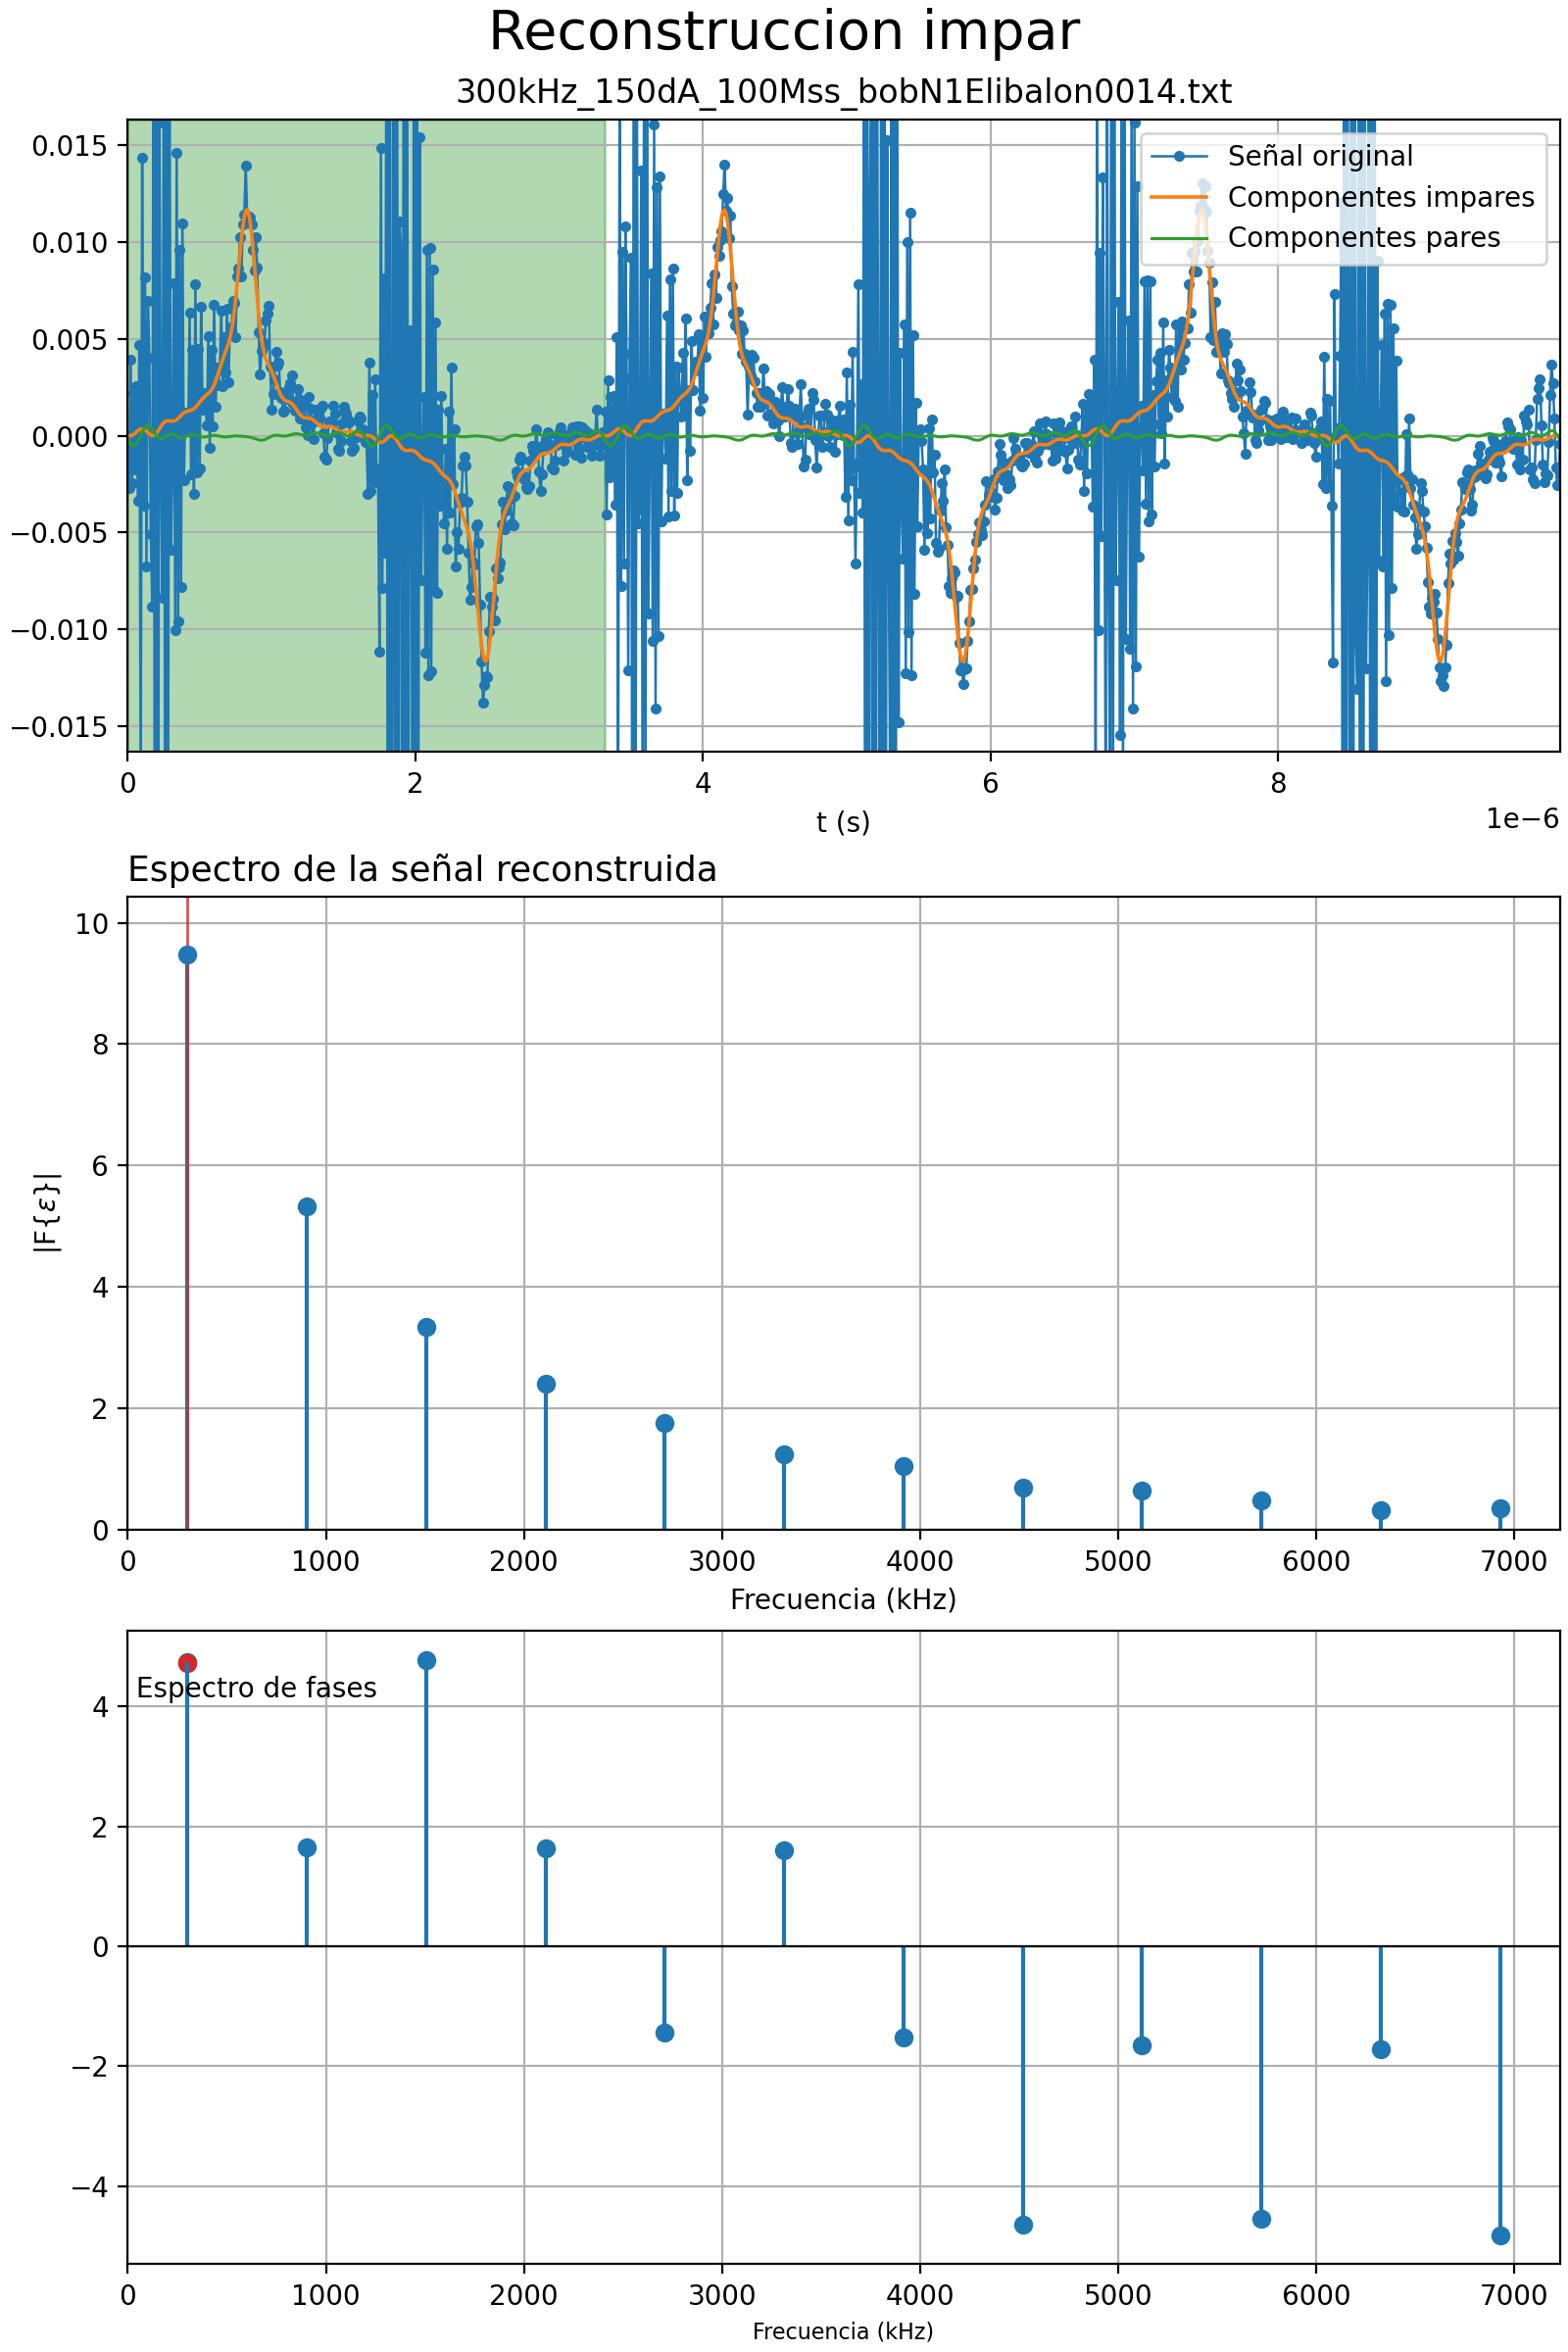 Reconstruccion impar
300kHz_150dA_100Mss_bobN1Elibalon0014.txt
0.015
0.010
0.005
0.000
−0.005
−0.010
−0.015
Señal original
Componentes impares
Componentes pares
0 2 4 6 8
1e−6
t (s)
Espectro de la señal reconstruida
10
8
6
4
2
0
|F{ε}|
0 1000 2000 3000 4000 5000 6000 7000
Frecuencia (kHz)
Espectro de fases
4
2
0
−2
−4
0 1000 2000 3000 4000 5000 6000 7000
Frecuencia (kHz)